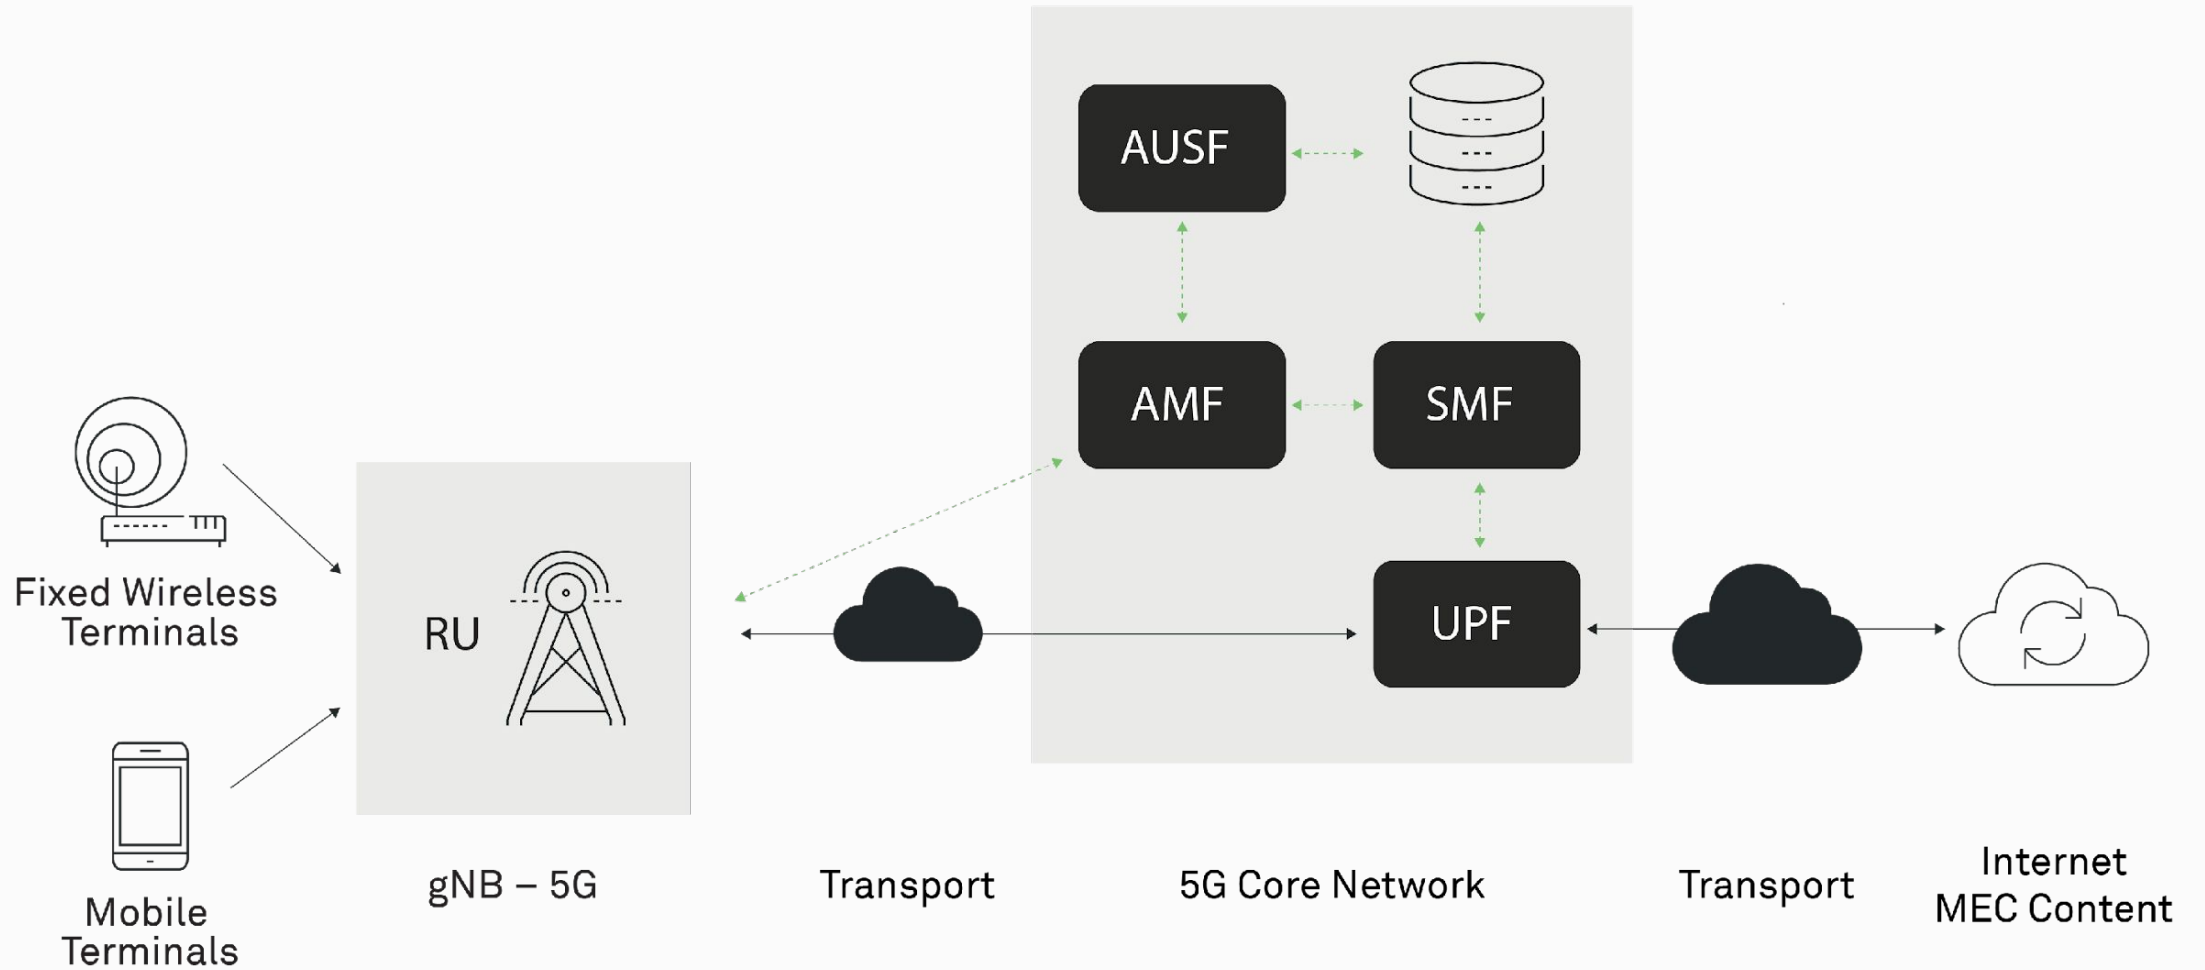 AUSF
AMF
SMF
UPF
RU
Fixed Wireless
Terminals
Mobile
Terminals
gNB – 5G
Transport
5G Core Network
Transport
Internet
MEC Content